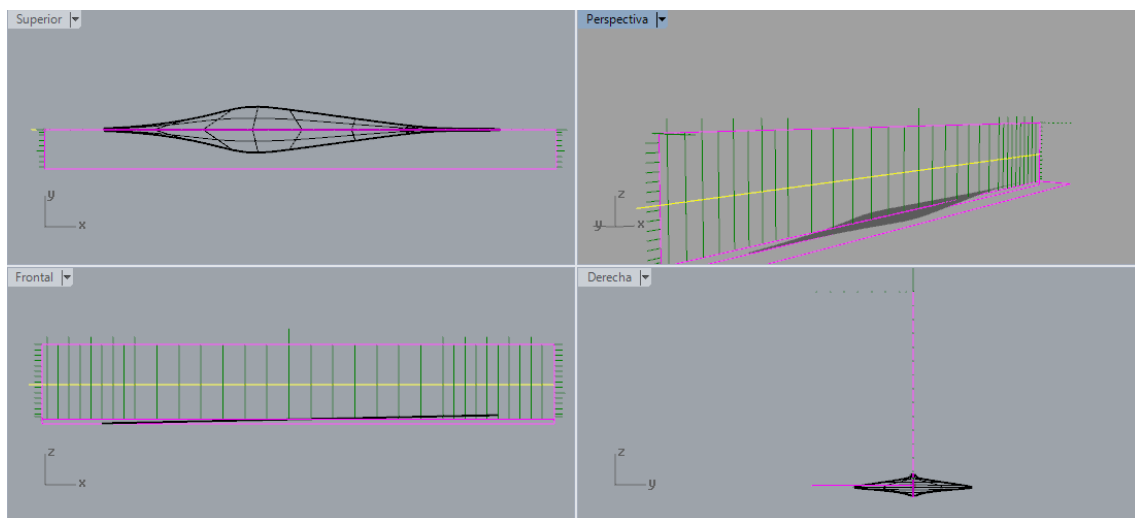 Superior
Perspectiva
y
x
z
y
x
Frontal
Derecha
z
x
z
y